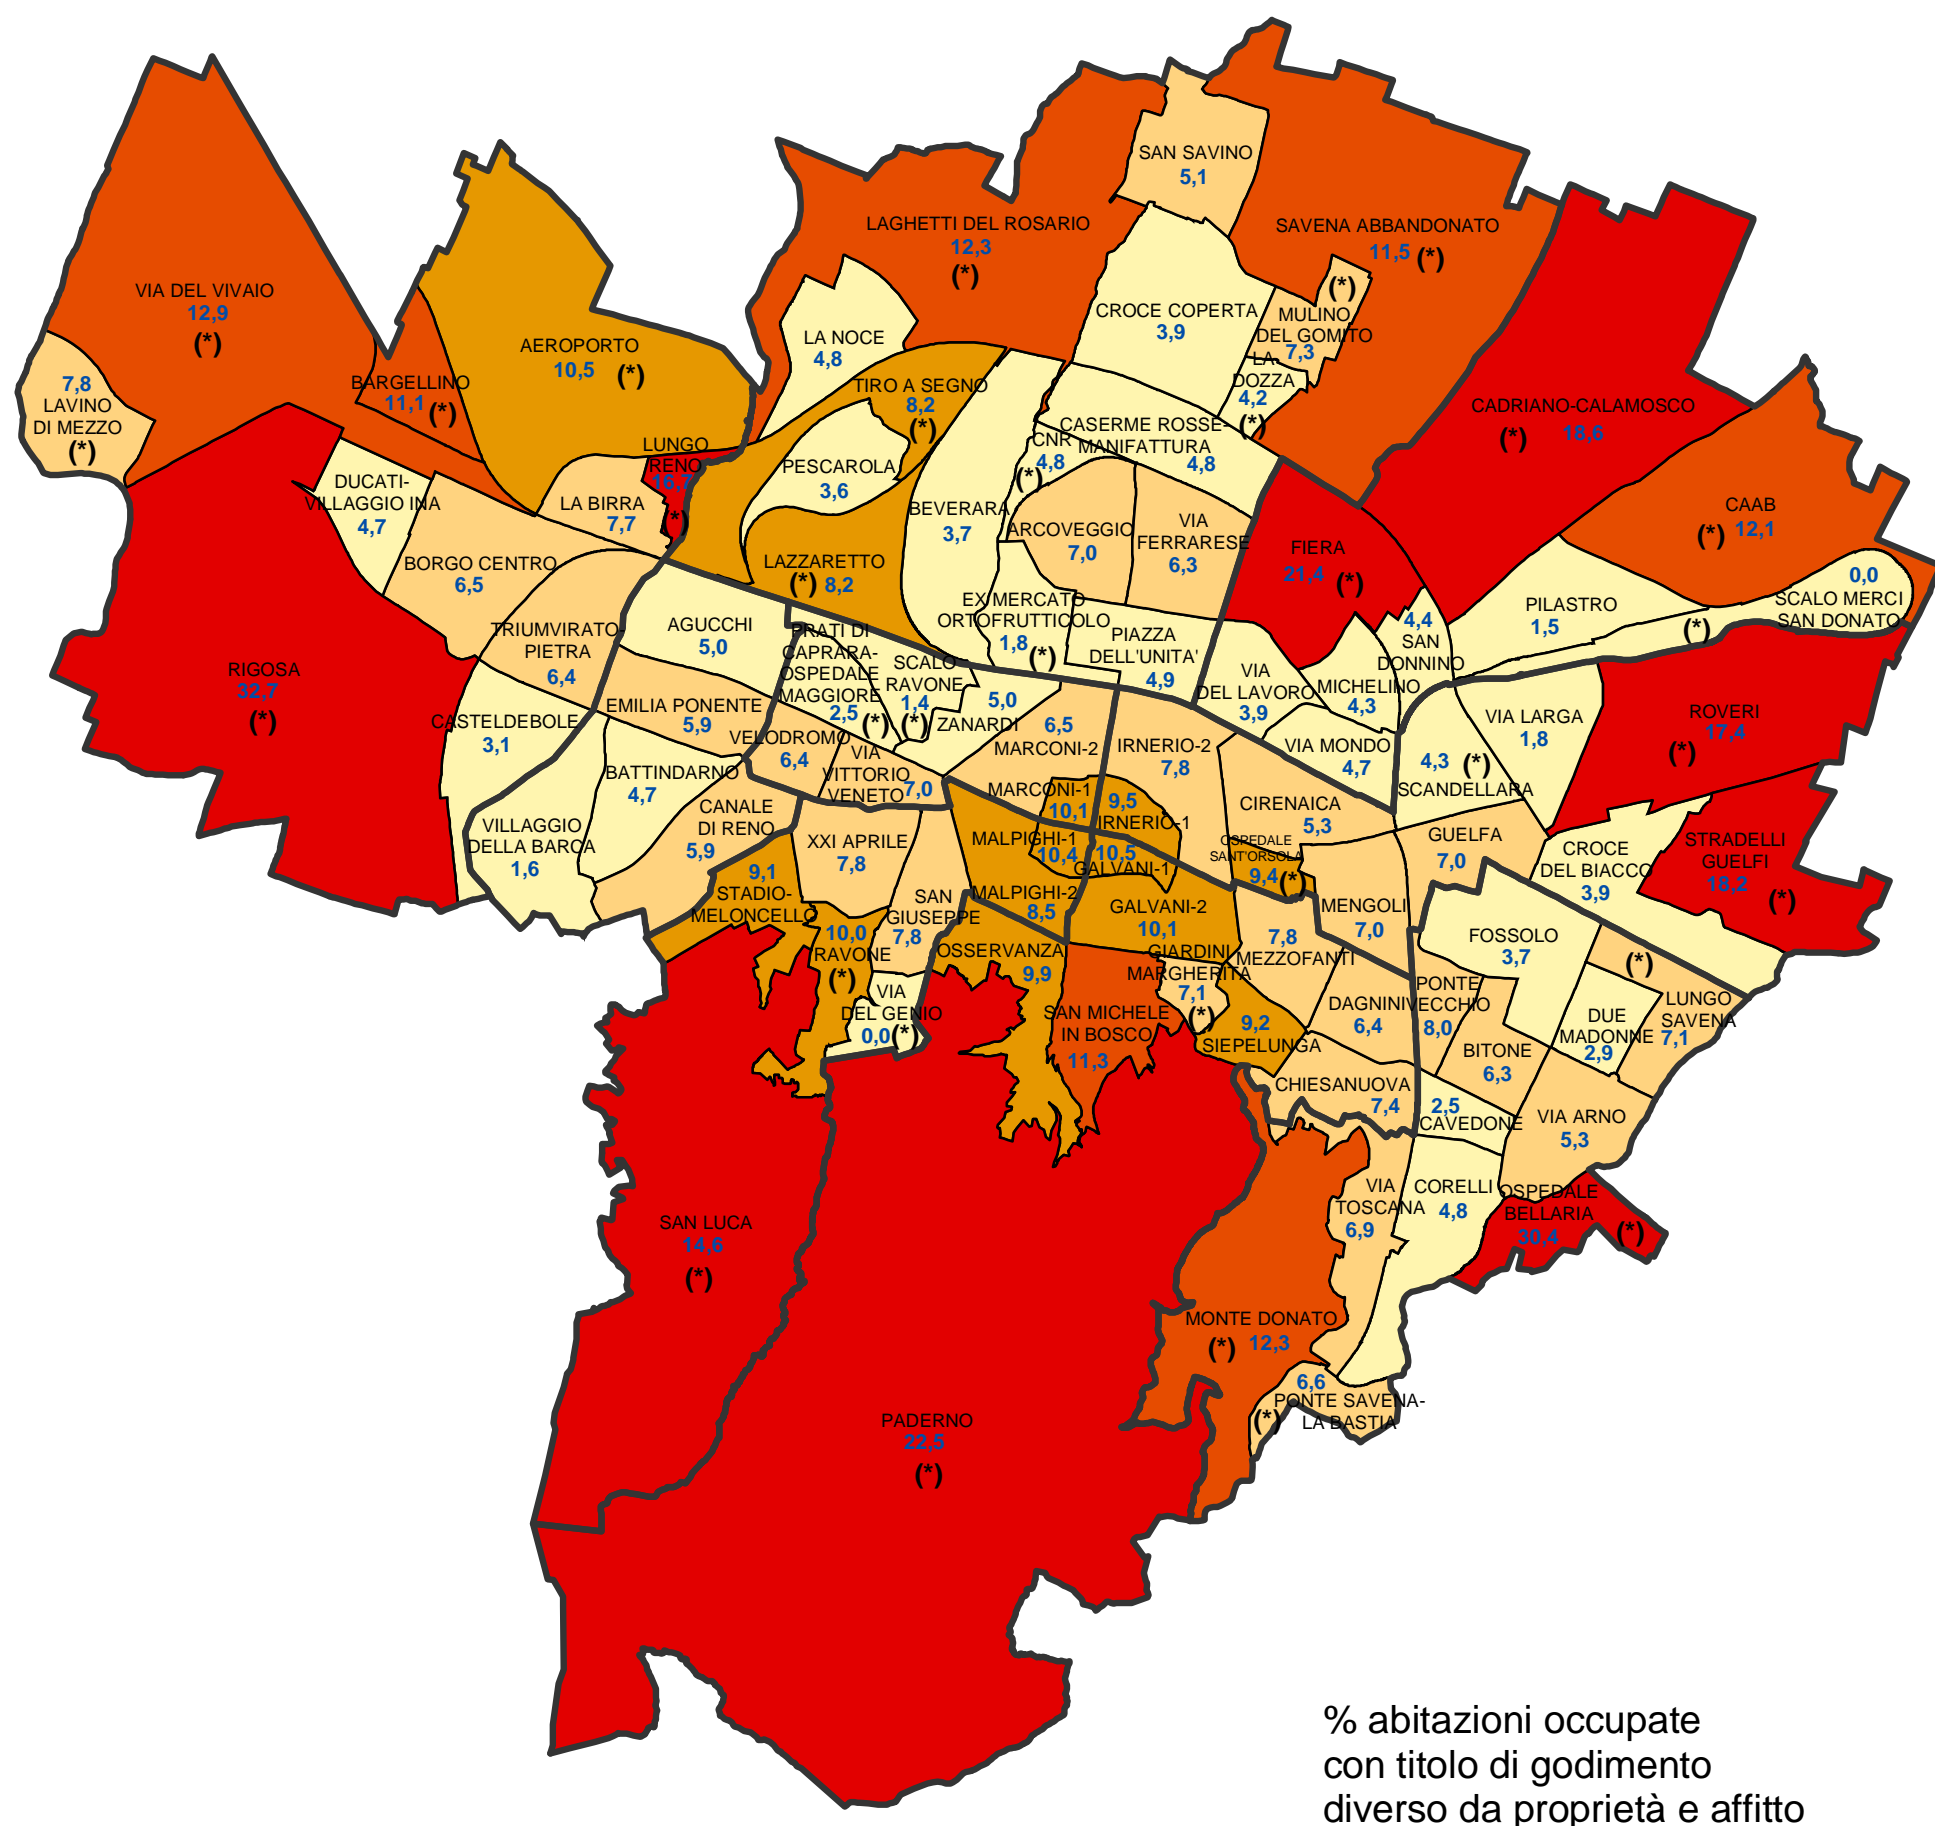 SAN SAVINO
5,1
LAGHETTI DEL ROSARIO
12,3
(*)
SAVENA ABBANDONATO
11,5 (*)
VIA DEL VIVAIO
12,9
(*)
CROCE COPERTA
3,9
(*)
MULINO
DEL GOMITO
7,3
LA NOCE
4,8
AEROPORTO
10,5 (*)
LA
DOZZA
4,2
(*)
7,8
LAVINO
DI MEZZO
(*)
BARGELLINO
11,1 (*)
TIRO A SEGNO
8,2
(*)
CADRIANO-CALAMOSCO
(*) 18,6
CASERME ROSSE-
MANIFATTURA
4,8
CNR
4,8
(*)
LUNGO
RENO
16,7
(*)
PESCAROLA
3,6
DUCATI-
VILLAGGIO INA
4,7
LA BIRRA
7,7
BEVERARA
3,7
ARCOVEGGIO
7,0
VIA
FERRARESE
6,3
CAAB
(*) 12,1
FIERA
21,4 (*)
BORGO CENTRO
6,5
LAZZARETTO
(*) 8,2
0,0
SCALO MERCI
SAN DONATO
EX MERCATO
ORTOFRUTTICOLO
1,8 (*)
PILASTRO
1,5
(*)
4,4
SAN
DONNINO
TRIUMVIRATO-
PIETRA
6,4
AGUCCHI
5,0
PRATI DI
CAPRARA-
OSPEDALE
MAGGIORE
2,5 (*)
SCALO
RAVONE
1,4
(*)
PIAZZA
DELL'UNITA'
4,9
RIGOSA
32,7
(*)
VIA
DEL LAVORO
3,9
MICHELINO
4,3
5,0
ZANARDI
EMILIA PONENTE
5,9
CASTELDEBOLE
3,1
VELODROMO
6,4
VIA
VITTORIO
VENETO 7,0
6,5
MARCONI-2
IRNERIO-2
7,8
VIA MONDO
4,7
VIA LARGA
1,8
ROVERI
17,4
(*)
4,3 (*)
SCANDELLARA
BATTINDARNO
4,7
MARCONI-1
10,1
9,5
IRNERIO-1
CIRENAICA
5,3
CANALE
DI RENO
5,9
VILLAGGIO
DELLA BARCA
1,6
XXI APRILE
7,8
MALPIGHI-1
10,4
10,5
GALVANI-1
OSPEDALE
SANT'ORSOLA
9,4 (*)
GUELFA
7,0
CROCE
DEL BIACCO
3,9
STRADELLI
GUELFI
18,2
(*)
9,1
STADIO-
MELONCELLO
SAN
GIUSEPPE
7,8
MALPIGHI-2
8,5
GALVANI-2
10,1
MENGOLI
7,0
10,0
RAVONE
(*)
OSSERVANZA
9,9
GIARDINI
MARGHERITA
7,1
(*)
7,8
MEZZOFANTI
FOSSOLO
3,7
(*)
VIA
DEL GENIO
0,0 (*)
SAN MICHELE
IN BOSCO
11,3
9,2
SIEPELUNGA
DAGNINI
6,4
PONTE
VECCHIO
8,0
DUE
MADONNE
2,9
LUNGO
SAVENA
7,1
BITONE
6,3
CHIESANUOVA
7,4
2,5
CAVEDONE
VIA ARNO
5,3
VIA
TOSCANA
6,9
CORELLI
4,8
OSPEDALE
BELLARIA
30,4 (*)
SAN LUCA
14,6
(*)
MONTE DONATO
(*) 12,3
6,6
PONTE SAVENA-
LA BASTIA
(*)
PADERNO
22,5
(*)
% abitazioni occupate
con titolo di godimento
diverso da proprietà e affitto